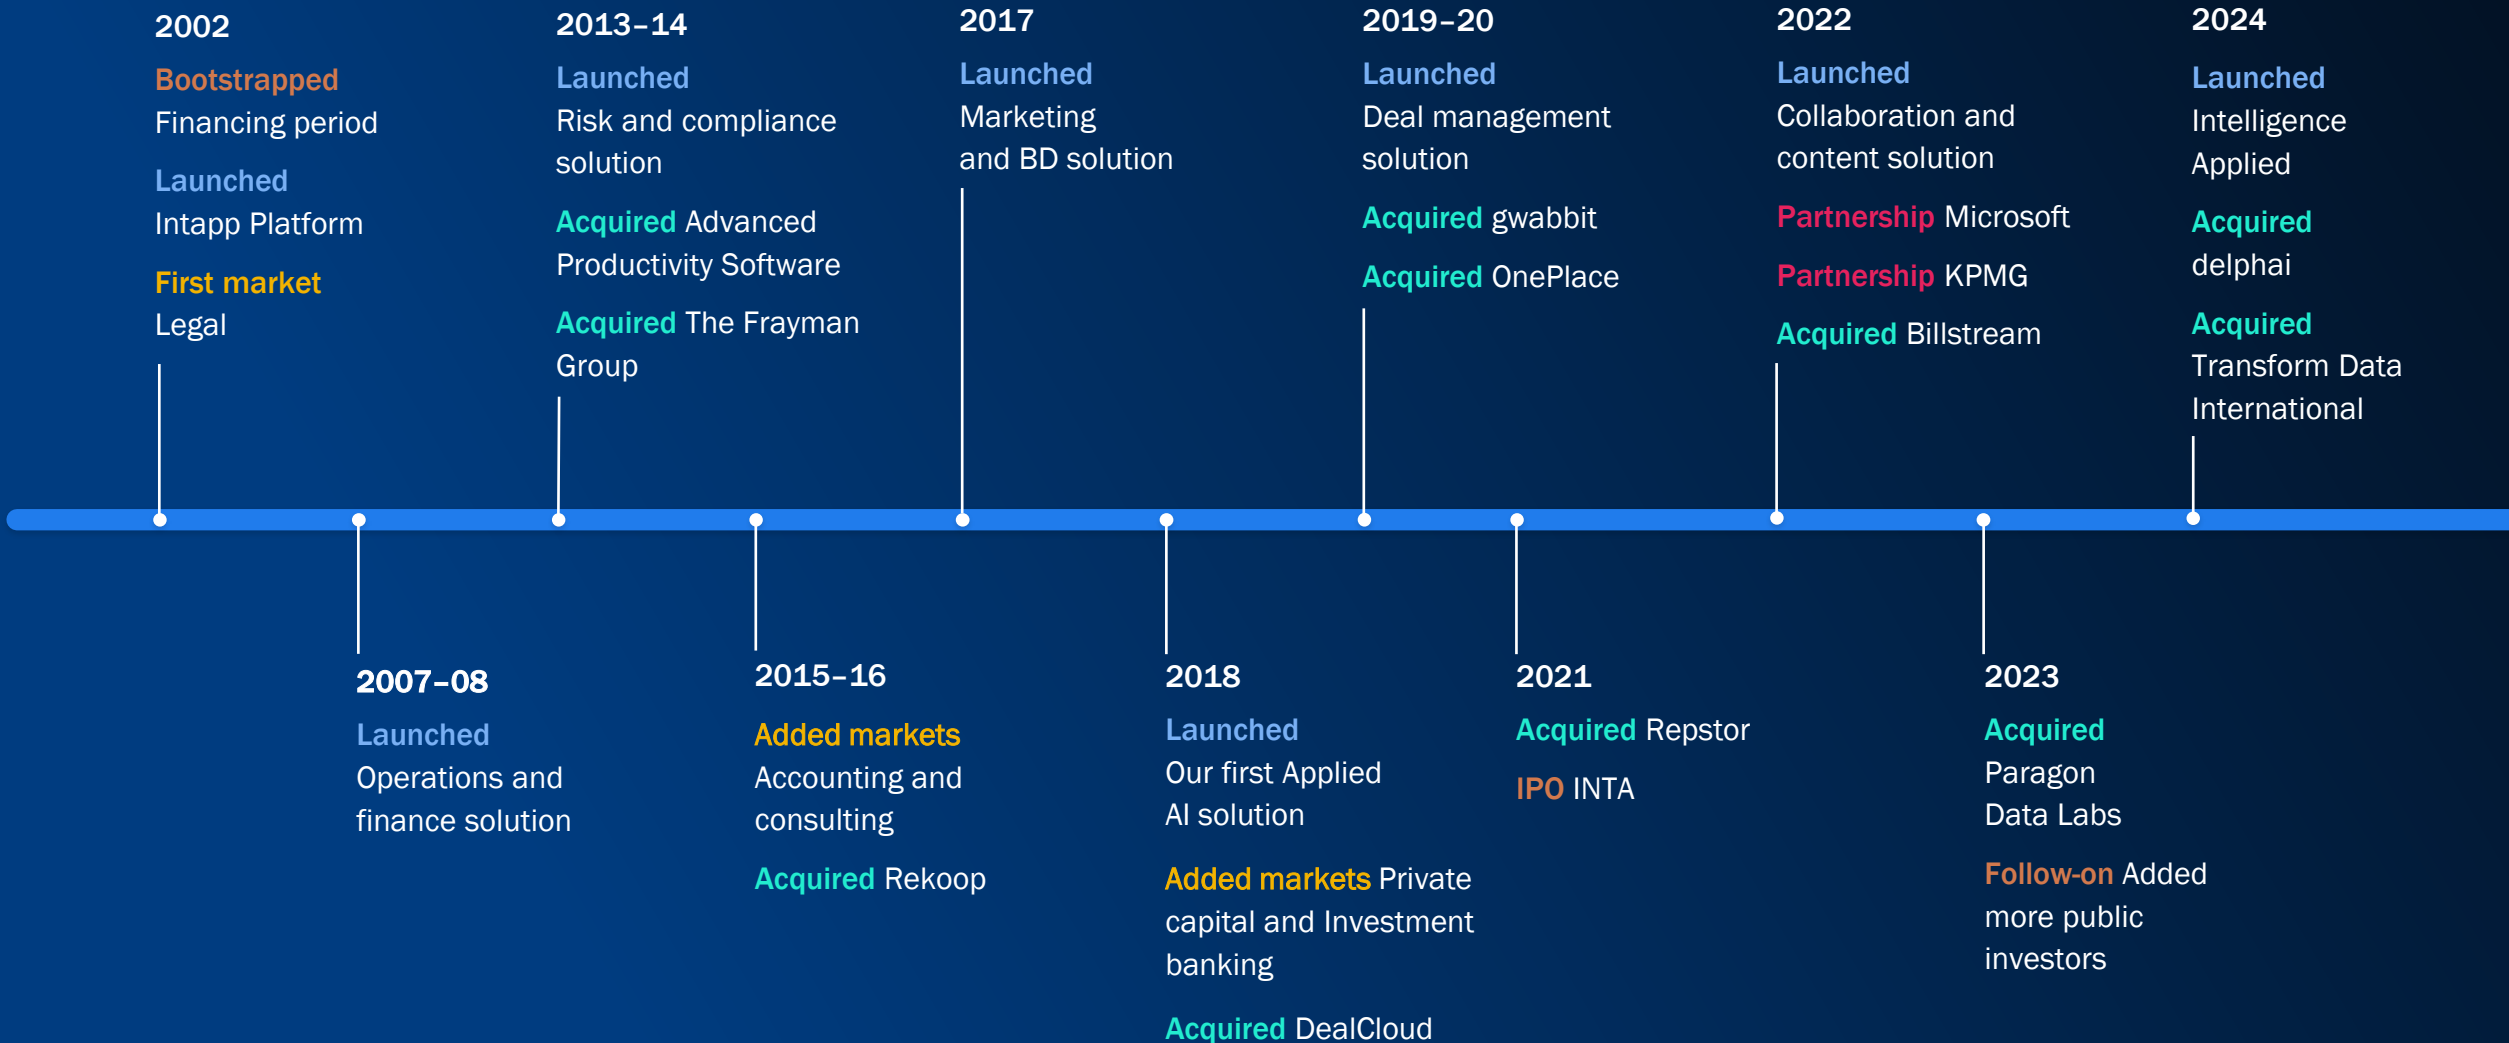 2002
Bootstrapped
Financing period
Launched
Intapp Platform
First market
Legal
2013–14
Launched
Risk and compliance
solution
Acquired Advanced
Productivity Software
Acquired The Frayman
Group
2017
Launched
Marketing
and BD solution
2019–20
Launched
Deal management
solution
Acquired gwabbit
Acquired OnePlace
2022
Launched
Collaboration and
content solution
Partnership Microsoft
Partnership KPMG
Acquired Billstream
2024
Launched
Intelligence
Applied
Acquired
delphai
Acquired
Transform Data
International
2007–08
Launched
Operations and
finance solution
2015–16
Added markets
Accounting and
consulting
Acquired Rekoop
2018
Launched
Our first Applied
AI solution
Added markets Private
capital and Investment
banking
Acquired DealCloud
2021
Acquired Repstor
IPO INTA
2023
Acquired
Paragon
Data Labs
Follow-on Added
more public
investors